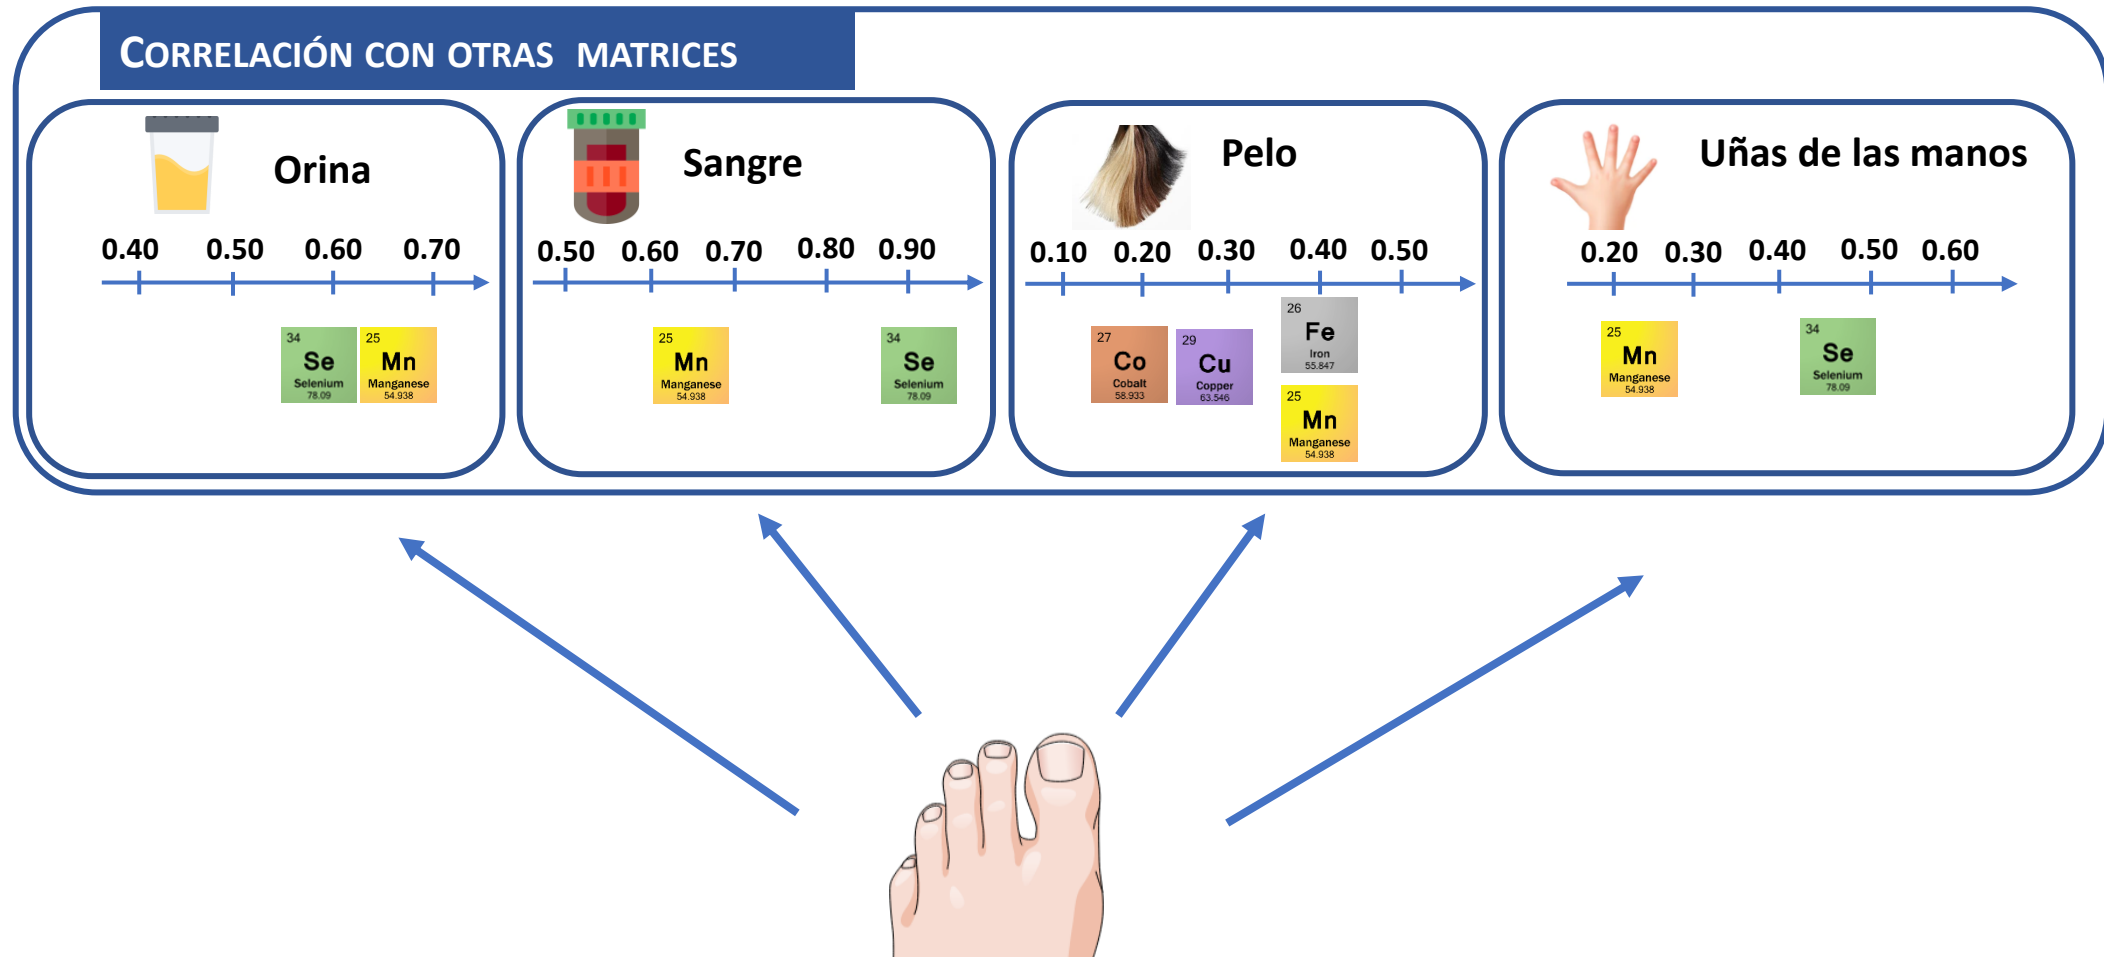 CORRELACIÓN CON OTRAS MATRICES
Orina
0.40 0.50 0.60 0.70
34
Se
Selenium
78.09
25
Mn
Manganese
54.938
Sangre
0.50 0.60 0.70 0.80 0.90
25
Mn
Manganese
54.938
34
Se
Selenium
78.09
Pelo
0.10 0.20 0.30 0.40 0.50
27
Co
Cobalt
58.933
29
Cu
Copper
63.546
26
Fe
Iron
55.847
25
Mn
Manganese
54.938
Uñas de las manos
0.20 0.30 0.40 0.50 0.60
25
Mn
Manganese
54.938
34
Se
Selenium
78.09